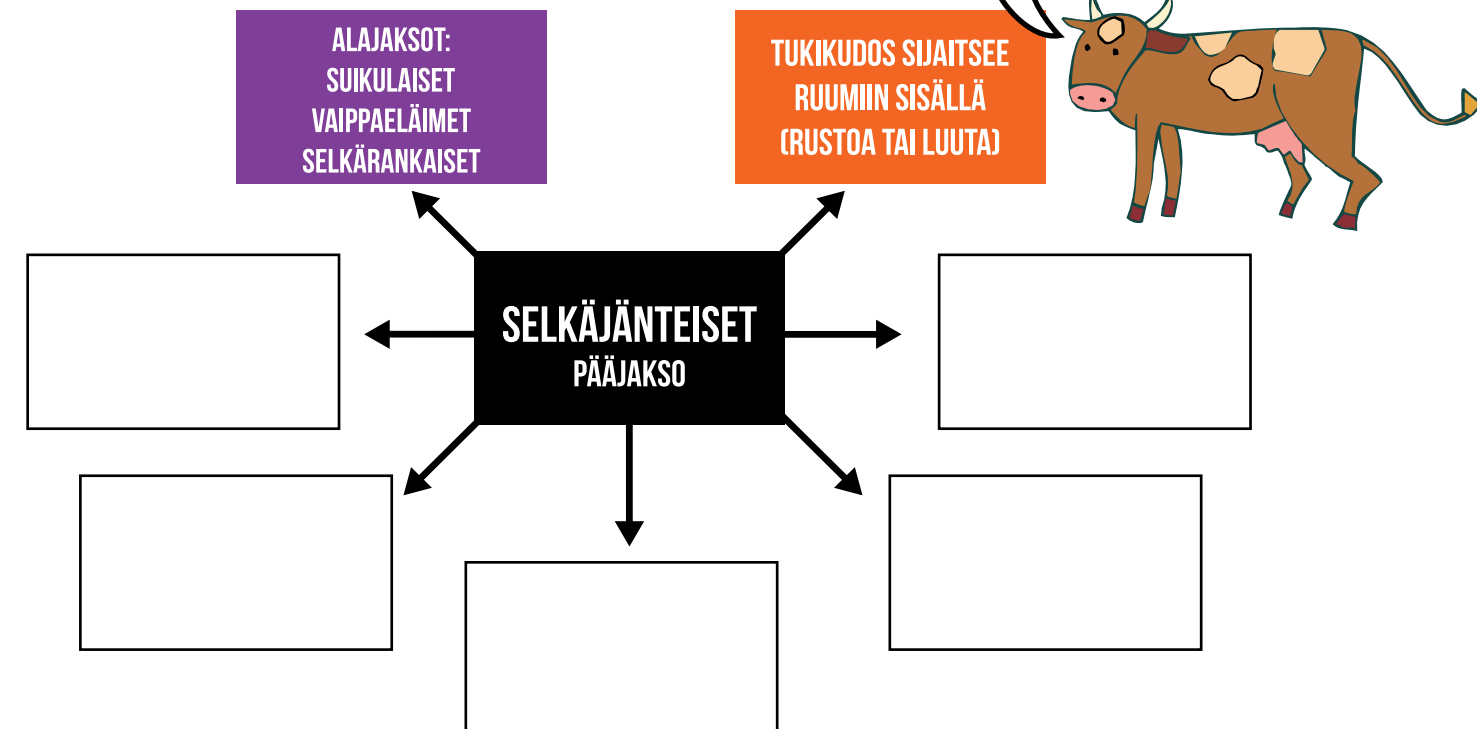 ALAJAKSOT:
SUIKULAISET
VAIPPAELÄIMET
SELKÄRANKAISET
TUKIKUDOS SIJAITSEE
RUUMIIN SISÄLLÄ
(RUSTOA TAI LUUTA)
SELKÄJÄNTEISET
PÄÄJAKSO